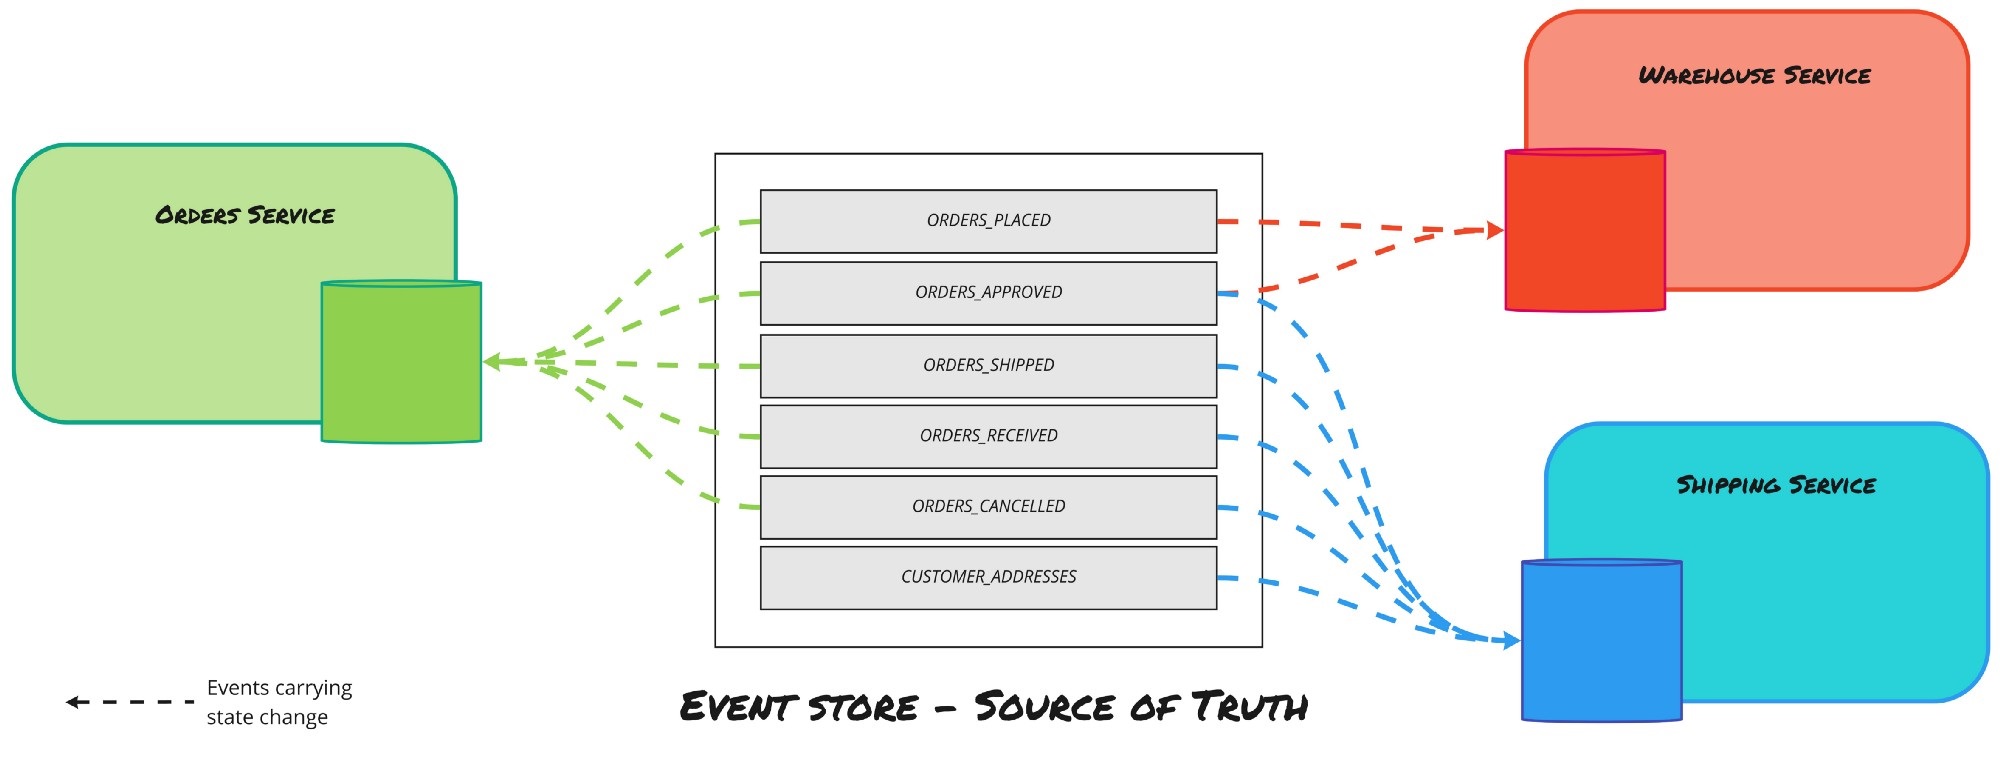 Warehouse Service
Orders Service
ORDERS_PLACED
ORDERS_APPROVED
ORDERS_SHIPPED
ORDERS_RECEIVED
ORDERS_CANCELLED
CUSTOMER_ADDRESSES
Shipping Service
Events carrying
state change
Event store - Source of Truth